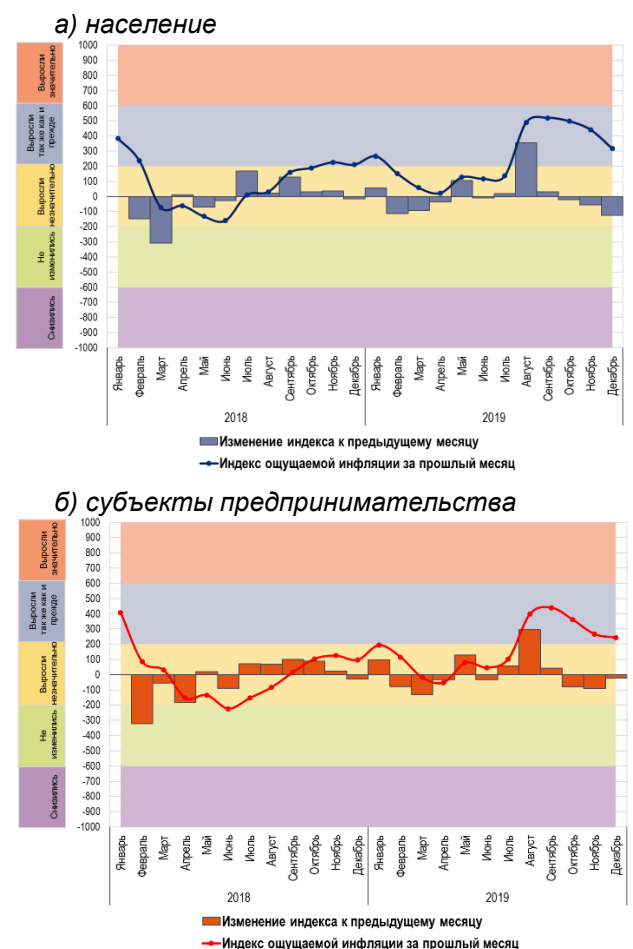 а) население
1000
900
800
700
600
500
400
300
200
100
0
-100
-200
-300
-400
-500
-600
-700
-800
-900
-1000
Выросли
значительно
Выросли
так же как и
прежде
Выросли
незначительно
Не
изменились
Снизились
Январь Февраль Март Апрель Май Июнь Июль Август Сентябрь Октябрь Ноябрь Декабрь Январь Февраль Март Апрель Май Июнь Июль Август Сентябрь Октябрь Ноябрь Декабрь
2018 2019
Изменение индекса к предыдущему месяцу
Индекс ощущаемой инфляции за прошлый месяц
б) субъекты предпринимательства
1000
900
800
700
600
500
400
300
200
100
0
-100
-200
-300
-400
-500
-600
-700
-800
-900
-1000
Выросли
значительно
Выросли
так же как и
прежде
Выросли
незначительно
Не
изменились
Снизились
Январь Февраль Март Апрель Май Июнь Июль Август Сентябрь Октябрь Ноябрь Декабрь Январь Февраль Март Апрель Май Июнь Июль Август Сентябрь Октябрь Ноябрь Декабрь
2018 2019
Изменение индекса к предыдущему месяцу
Индекс ощущаемой инфляции за прошлый месяц